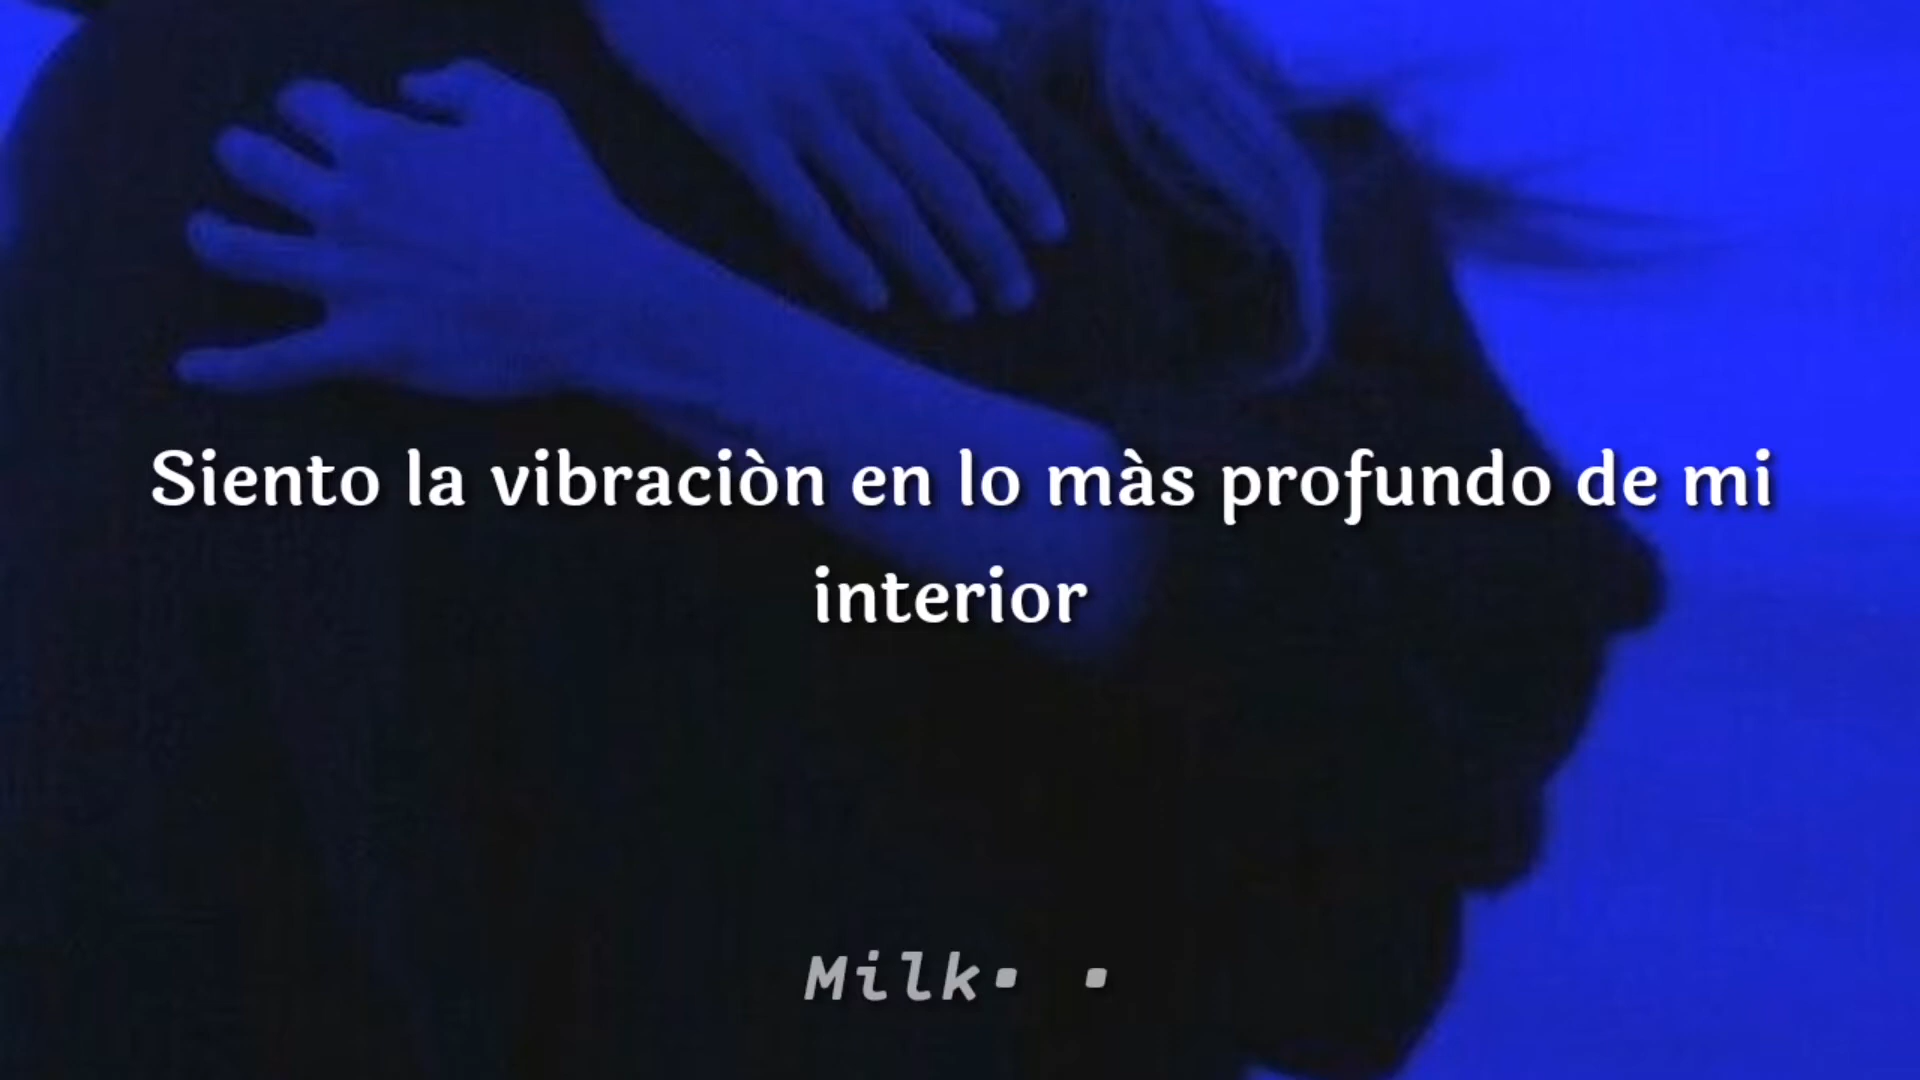 Siento la vibraciòn en lo màs profundo de mi
interior
Milk▪ ▪